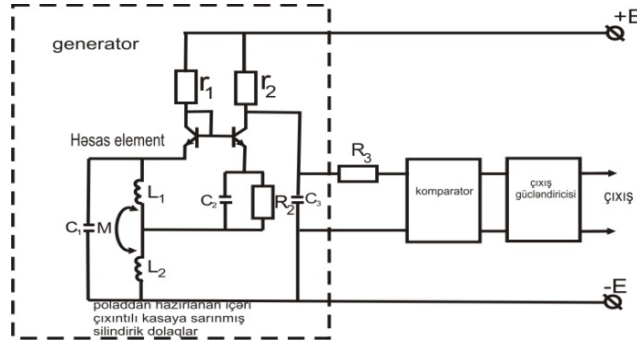 +E
generator
r1
r2
Həsas element
R3
L1
C1
M
C2
R2
C3
komparator
çıxış
gücləndiricisi
çıxış
L2
-E
poladdan hazırlanan içəri
çıxıntılı kasaya sarınmış
silindirik dolaqlar